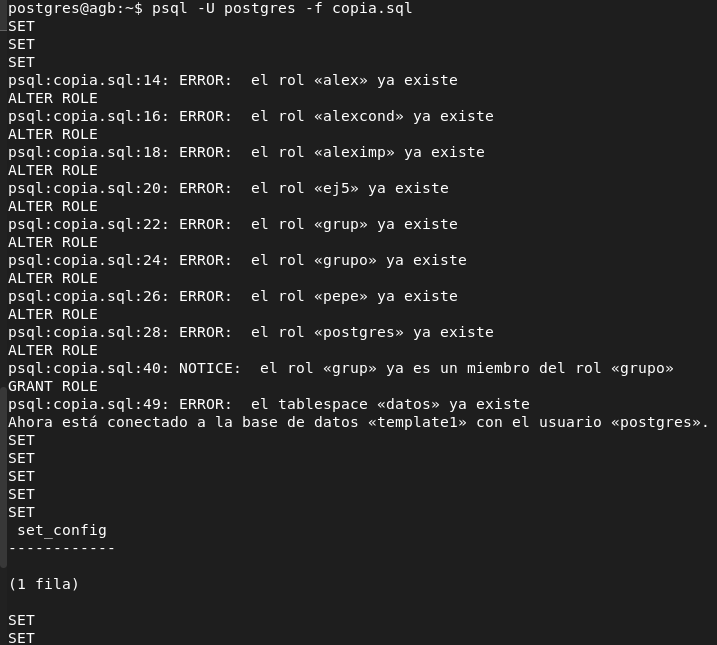 postgres@agb:~$ psql -U postgres -f copia.sql
SET
SET
SET
psql:copia.sql:14: ERROR:  el rol «alex» ya existe
ALTER ROLE
psql:copia.sql:16: ERROR:  el rol «alexcond» ya existe
ALTER ROLE
psql:copia.sql:18: ERROR:  el rol «aleximp» ya existe
ALTER ROLE
psql:copia.sql:20: ERROR:  el rol «ej5» ya existe
ALTER ROLE
psql:copia.sql:22: ERROR:  el rol «grup» ya existe
ALTER ROLE
psql:copia.sql:24: ERROR:  el rol «grupo» ya existe
ALTER ROLE
psql:copia.sql:26: ERROR:  el rol «pepe» ya existe
ALTER ROLE
psql:copia.sql:28: ERROR:  el rol «postgres» ya existe
ALTER ROLE
psql:copia.sql:40: NOTICE:  el rol «grup» ya es un miembro del rol «grupo»
GRANT ROLE
psql:copia.sql:49: ERROR:  el tablespace «datos» ya existe
Ahora está conectado a la base de datos «template1» con el usuario «postgres».
SET
SET
SET
SET
SET
 set_config
------------
(1 fila)
SET
SET